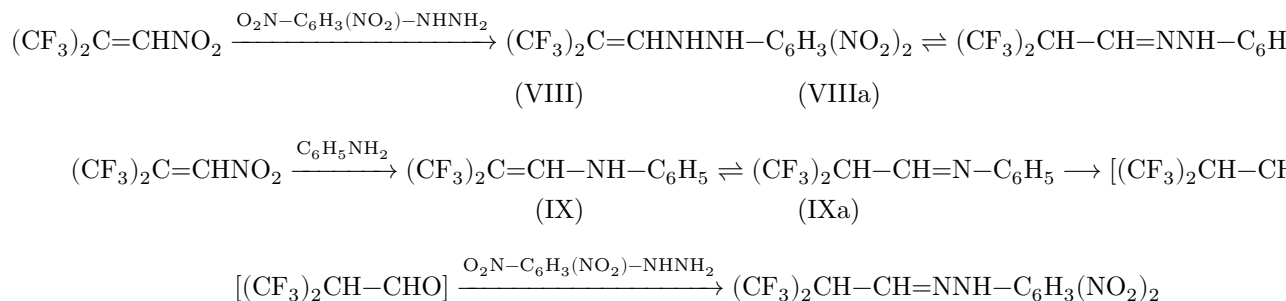 (CF₃)₂C=CHNO₂ —O₂N−C₆H₃(NO₂)−NHNH₂→ (CF₃)₂C=CHNHNH−C₆H₃(NO₂)₂ ⇌ (CF₃)₂CH−CH=NNH−C₆H
(VIII) (VIIIa)
(CF₃)₂C=CHNO₂ —C₆H₅NH₂→ (CF₃)₂C=CH−NH−C₆H₅ ⇌ (CF₃)₂CH−CH=N−C₆H₅ ⟶ [(CF₃)₂CH−CH
(IX) (IXa)
[(CF₃)₂CH−CHO] —O₂N−C₆H₃(NO₂)−NHNH₂→ (CF₃)₂CH−CH=NNH−C₆H₃(NO₂)₂